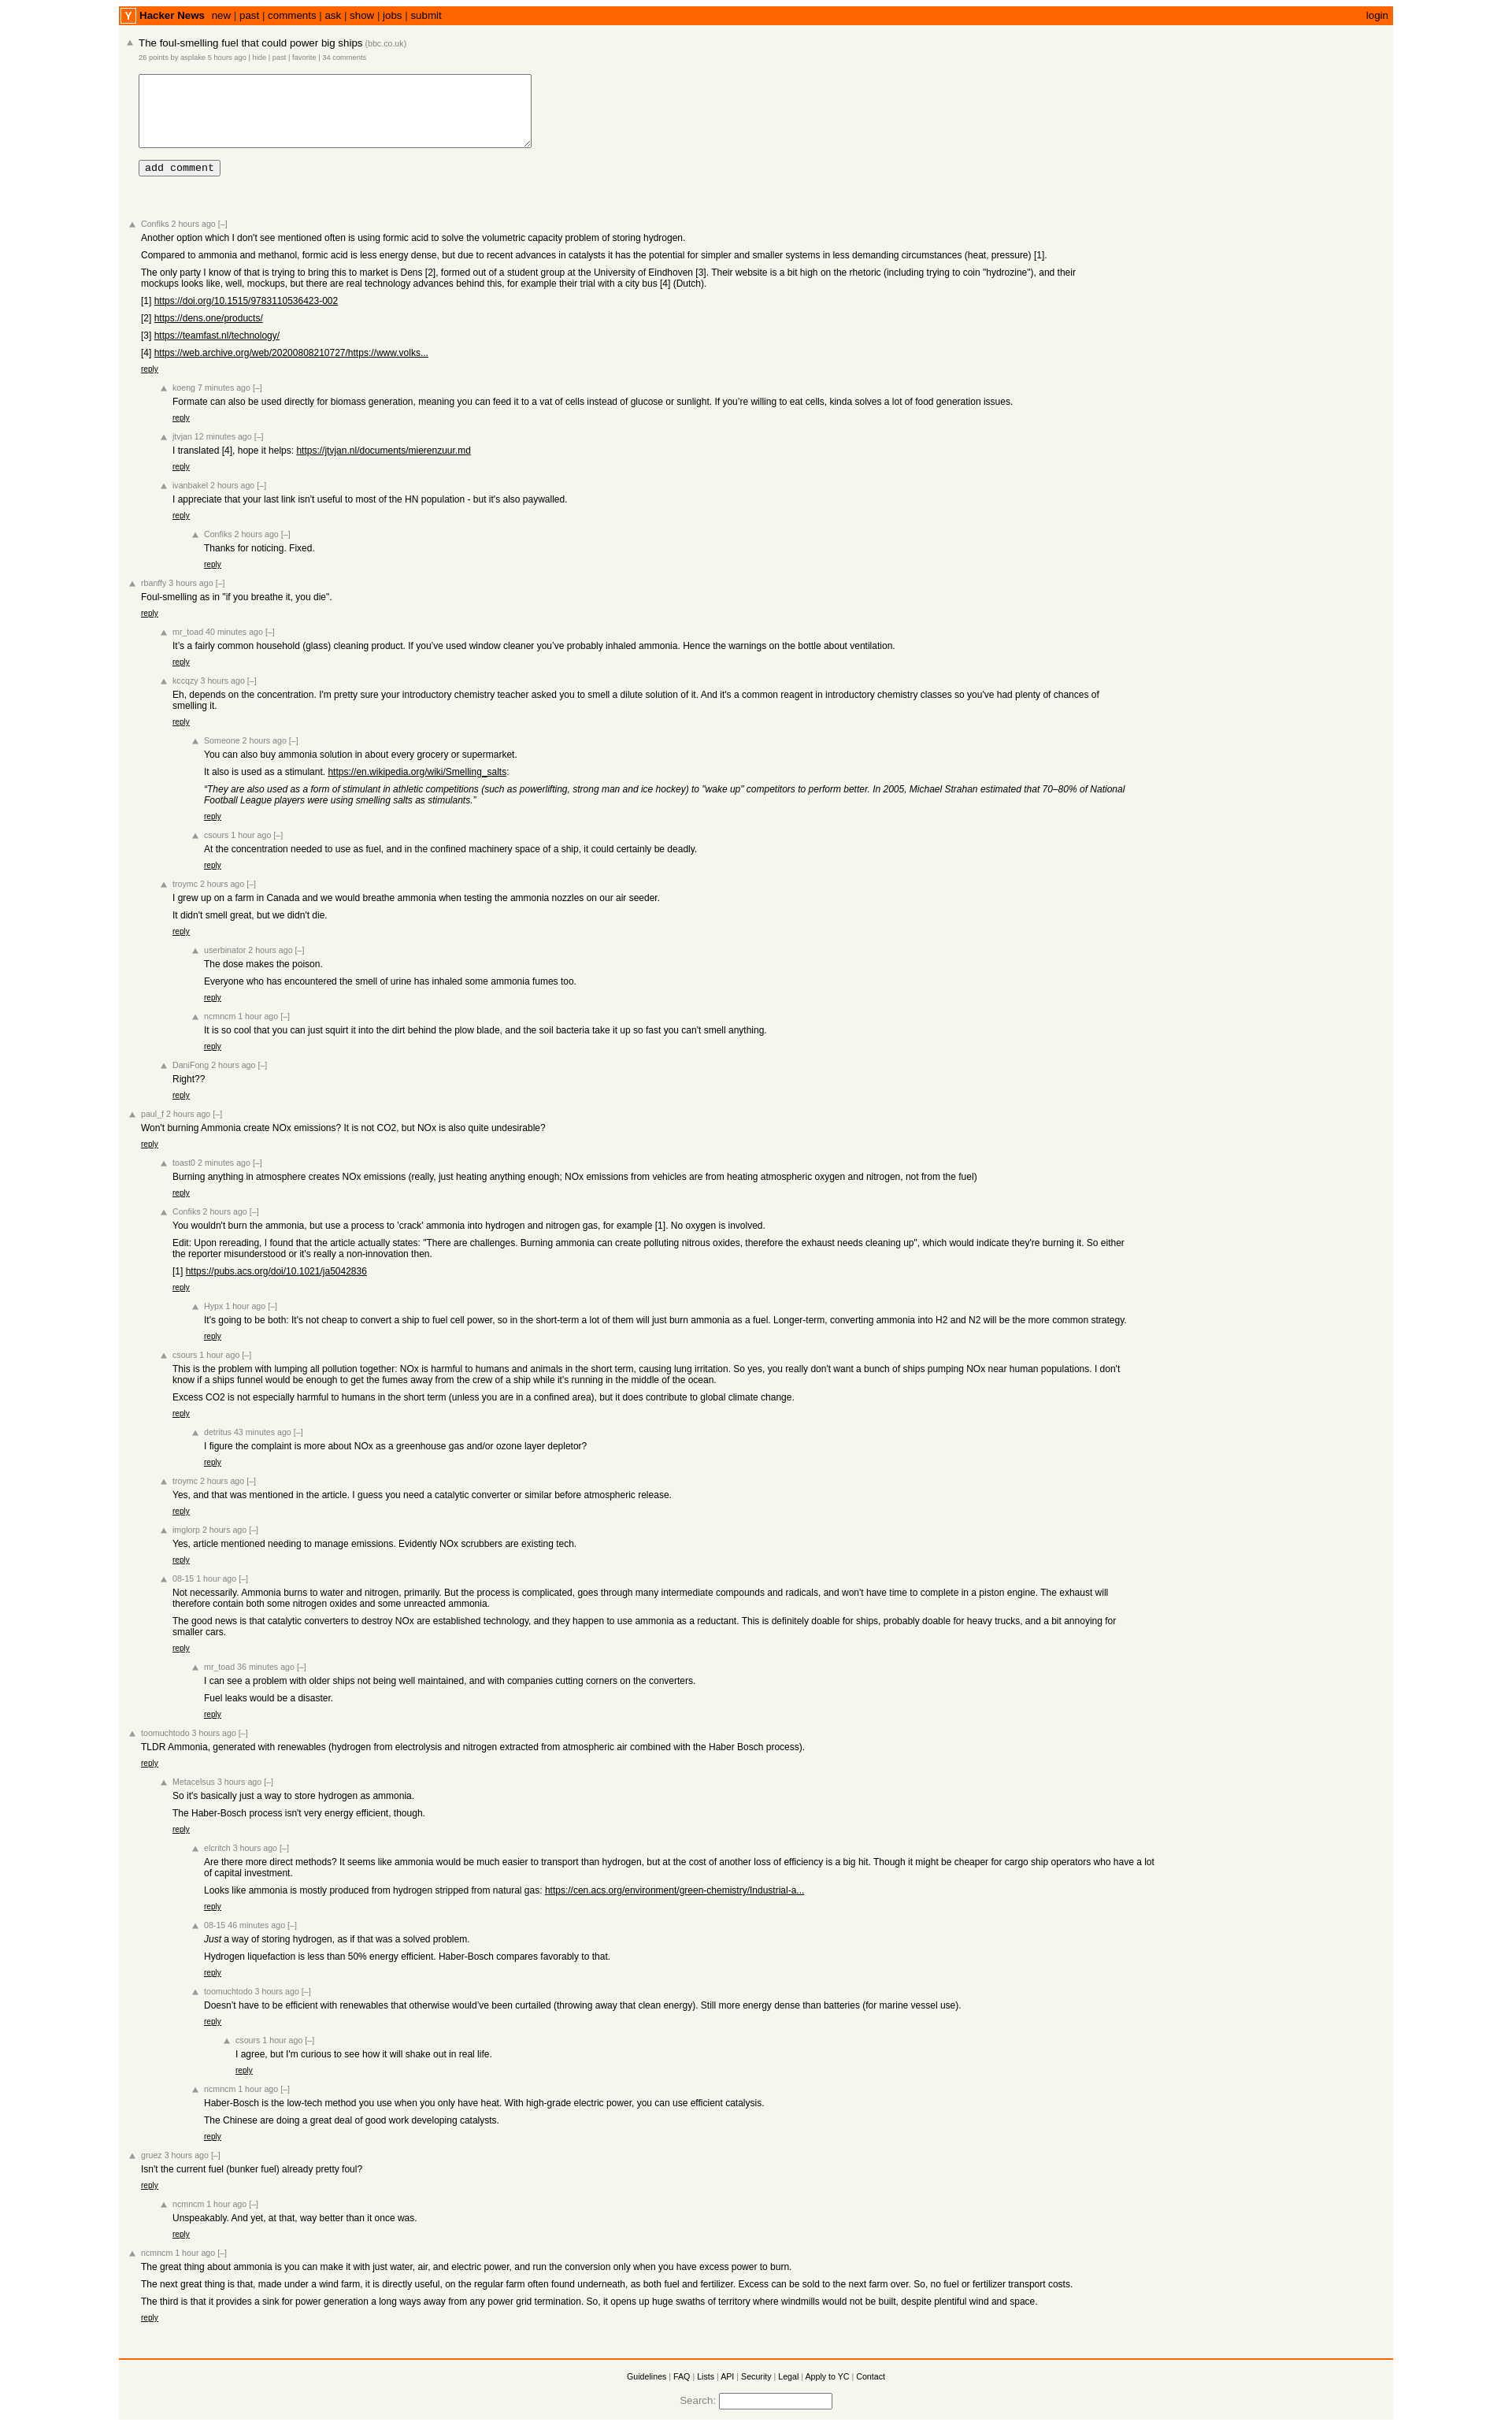 Y Hacker News new | past | comments | ask | show | jobs | submit login
The foul-smelling fuel that could power big ships (bbc.co.uk)
26 points by asplake 5 hours ago | hide | past | favorite | 34 comments
add comment
Confiks 2 hours ago [–]
Another option which I don't see mentioned often is using formic acid to solve the volumetric capacity problem of storing hydrogen.
Compared to ammonia and methanol, formic acid is less energy dense, but due to recent advances in catalysts it has the potential for simpler and smaller systems in less demanding circumstances (heat, pressure) [1].
The only party I know of that is trying to bring this to market is Dens [2], formed out of a student group at the University of Eindhoven [3]. Their website is a bit high on the rhetoric (including trying to coin "hydrozine"), and their
mockups looks like, well, mockups, but there are real technology advances behind this, for example their trial with a city bus [4] (Dutch).
[1] https://doi.org/10.1515/9783110536423-002
[2] https://dens.one/products/
[3] https://teamfast.nl/technology/
[4] https://web.archive.org/web/20200808210727/https://www.volks...
reply
koeng 7 minutes ago [–]
Formate can also be used directly for biomass generation, meaning you can feed it to a vat of cells instead of glucose or sunlight. If you’re willing to eat cells, kinda solves a lot of food generation issues.
reply
jtvjan 12 minutes ago [–]
I translated [4], hope it helps: https://jtvjan.nl/documents/mierenzuur.md
reply
ivanbakel 2 hours ago [–]
I appreciate that your last link isn't useful to most of the HN population - but it's also paywalled.
reply
Confiks 2 hours ago [–]
Thanks for noticing. Fixed.
reply
rbanffy 3 hours ago [–]
Foul-smelling as in "if you breathe it, you die".
reply
mr_toad 40 minutes ago [–]
It’s a fairly common household (glass) cleaning product. If you’ve used window cleaner you’ve probably inhaled ammonia. Hence the warnings on the bottle about ventilation.
reply
kccqzy 3 hours ago [–]
Eh, depends on the concentration. I'm pretty sure your introductory chemistry teacher asked you to smell a dilute solution of it. And it's a common reagent in introductory chemistry classes so you've had plenty of chances of
smelling it.
reply
Someone 2 hours ago [–]
You can also buy ammonia solution in about every grocery or supermarket.
It also is used as a stimulant. https://en.wikipedia.org/wiki/Smelling_salts:
“They are also used as a form of stimulant in athletic competitions (such as powerlifting, strong man and ice hockey) to "wake up" competitors to perform better. In 2005, Michael Strahan estimated that 70–80% of National
Football League players were using smelling salts as stimulants.”
reply
csours 1 hour ago [–]
At the concentration needed to use as fuel, and in the confined machinery space of a ship, it could certainly be deadly.
reply
troymc 2 hours ago [–]
I grew up on a farm in Canada and we would breathe ammonia when testing the ammonia nozzles on our air seeder.
It didn't smell great, but we didn't die.
reply
userbinator 2 hours ago [–]
The dose makes the poison.
Everyone who has encountered the smell of urine has inhaled some ammonia fumes too.
reply
ncmncm 1 hour ago [–]
It is so cool that you can just squirt it into the dirt behind the plow blade, and the soil bacteria take it up so fast you can't smell anything.
reply
DaniFong 2 hours ago [–]
Right??
reply
paul_f 2 hours ago [–]
Won't burning Ammonia create NOx emissions? It is not CO2, but NOx is also quite undesirable?
reply
toast0 2 minutes ago [–]
Burning anything in atmosphere creates NOx emissions (really, just heating anything enough; NOx emissions from vehicles are from heating atmospheric oxygen and nitrogen, not from the fuel)
reply
Confiks 2 hours ago [–]
You wouldn't burn the ammonia, but use a process to 'crack' ammonia into hydrogen and nitrogen gas, for example [1]. No oxygen is involved.
Edit: Upon rereading, I found that the article actually states: "There are challenges. Burning ammonia can create polluting nitrous oxides, therefore the exhaust needs cleaning up", which would indicate they're burning it. So either
the reporter misunderstood or it's really a non-innovation then.
[1] https://pubs.acs.org/doi/10.1021/ja5042836
reply
Hypx 1 hour ago [–]
It's going to be both: It's not cheap to convert a ship to fuel cell power, so in the short-term a lot of them will just burn ammonia as a fuel. Longer-term, converting ammonia into H2 and N2 will be the more common strategy.
reply
csours 1 hour ago [–]
This is the problem with lumping all pollution together: NOx is harmful to humans and animals in the short term, causing lung irritation. So yes, you really don't want a bunch of ships pumping NOx near human populations. I don't
know if a ships funnel would be enough to get the fumes away from the crew of a ship while it's running in the middle of the ocean.
Excess CO2 is not especially harmful to humans in the short term (unless you are in a confined area), but it does contribute to global climate change.
reply
detritus 43 minutes ago [–]
I figure the complaint is more about NOx as a greenhouse gas and/or ozone layer depletor?
reply
troymc 2 hours ago [–]
Yes, and that was mentioned in the article. I guess you need a catalytic converter or similar before atmospheric release.
reply
imglorp 2 hours ago [–]
Yes, article mentioned needing to manage emissions. Evidently NOx scrubbers are existing tech.
reply
08-15 1 hour ago [–]
Not necessarily. Ammonia burns to water and nitrogen, primarily. But the process is complicated, goes through many intermediate compounds and radicals, and won't have time to complete in a piston engine. The exhaust will
therefore contain both some nitrogen oxides and some unreacted ammonia.
The good news is that catalytic converters to destroy NOx are established technology, and they happen to use ammonia as a reductant. This is definitely doable for ships, probably doable for heavy trucks, and a bit annoying for
smaller cars.
reply
mr_toad 36 minutes ago [–]
I can see a problem with older ships not being well maintained, and with companies cutting corners on the converters.
Fuel leaks would be a disaster.
reply
toomuchtodo 3 hours ago [–]
TLDR Ammonia, generated with renewables (hydrogen from electrolysis and nitrogen extracted from atmospheric air combined with the Haber Bosch process).
reply
Metacelsus 3 hours ago [–]
So it's basically just a way to store hydrogen as ammonia.
The Haber-Bosch process isn't very energy efficient, though.
reply
elcritch 3 hours ago [–]
Are there more direct methods? It seems like ammonia would be much easier to transport than hydrogen, but at the cost of another loss of efficiency is a big hit. Though it might be cheaper for cargo ship operators who have a lot
of capital investment.
Looks like ammonia is mostly produced from hydrogen stripped from natural gas: https://cen.acs.org/environment/green-chemistry/Industrial-a...
reply
08-15 46 minutes ago [–]
Just a way of storing hydrogen, as if that was a solved problem.
Hydrogen liquefaction is less than 50% energy efficient. Haber-Bosch compares favorably to that.
reply
toomuchtodo 3 hours ago [–]
Doesn’t have to be efficient with renewables that otherwise would’ve been curtailed (throwing away that clean energy). Still more energy dense than batteries (for marine vessel use).
reply
csours 1 hour ago [–]
I agree, but I'm curious to see how it will shake out in real life.
reply
ncmncm 1 hour ago [–]
Haber-Bosch is the low-tech method you use when you only have heat. With high-grade electric power, you can use efficient catalysis.
The Chinese are doing a great deal of good work developing catalysts.
reply
gruez 3 hours ago [–]
Isn't the current fuel (bunker fuel) already pretty foul?
reply
ncmncm 1 hour ago [–]
Unspeakably. And yet, at that, way better than it once was.
reply
ncmncm 1 hour ago [–]
The great thing about ammonia is you can make it with just water, air, and electric power, and run the conversion only when you have excess power to burn.
The next great thing is that, made under a wind farm, it is directly useful, on the regular farm often found underneath, as both fuel and fertilizer. Excess can be sold to the next farm over. So, no fuel or fertilizer transport costs.
The third is that it provides a sink for power generation a long ways away from any power grid termination. So, it opens up huge swaths of territory where windmills would not be built, despite plentiful wind and space.
reply
Guidelines | FAQ | Lists | API | Security | Legal | Apply to YC | Contact
Search: